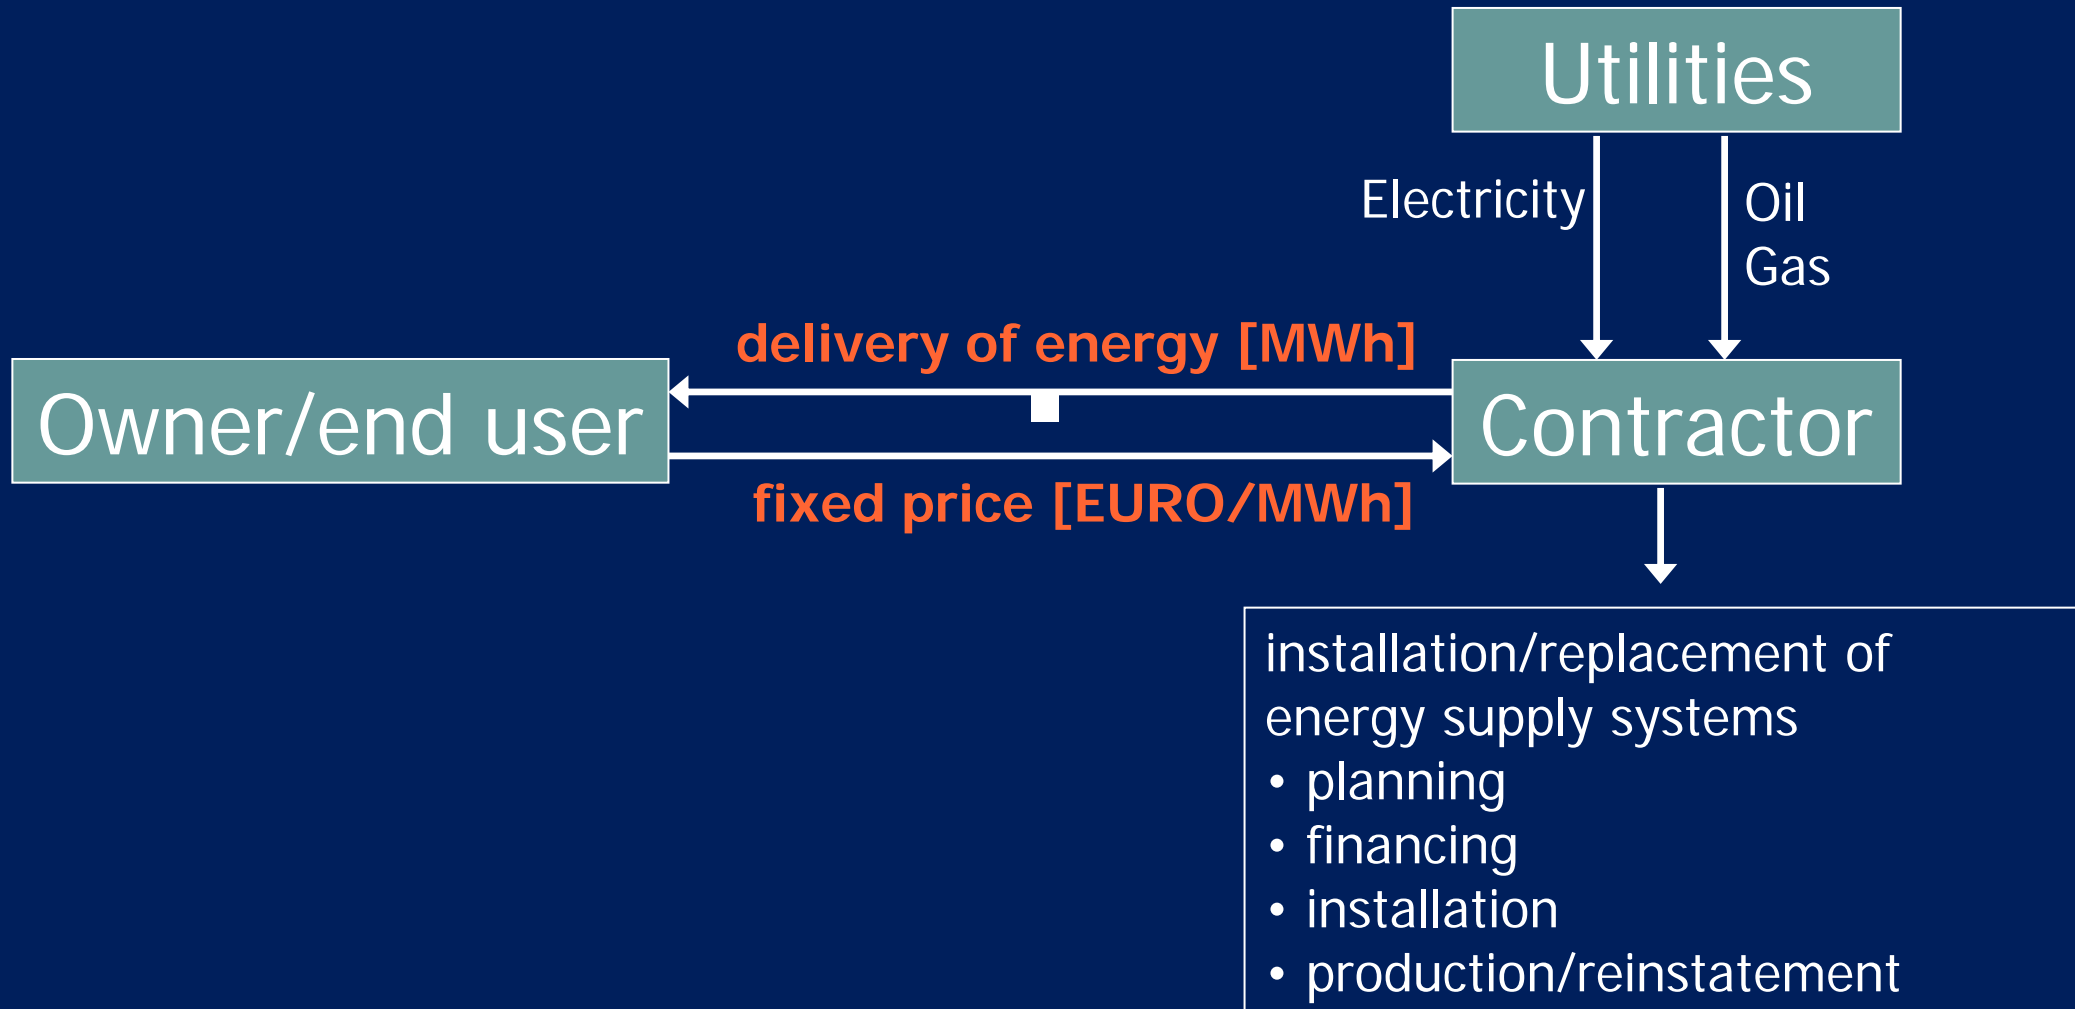 Utilities
Electricity
Oil
Gas
delivery of energy [MWh]
Owner/end user
Contractor
fixed price [EURO/MWh]
installation/replacement of
energy supply systems
• planning
• financing
• installation
• production/reinstatement